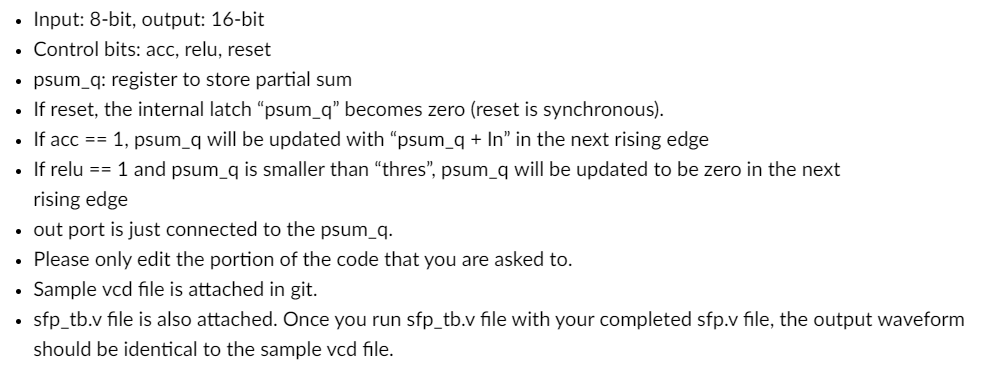 • Input: 8-bit, output: 16-bit
• Control bits: acc, relu, reset
• psum_q: register to store partial sum
• If reset, the internal latch “psum_q” becomes zero (reset is synchronous).
• If acc == 1, psum_q will be updated with “psum_q + In” in the next rising edge
• If relu == 1 and psum_q is smaller than “thres”, psum_q will be updated to be zero in the next
rising edge
• out port is just connected to the psum_q.
• Please only edit the portion of the code that you are asked to.
• Sample vcd file is attached in git.
• sfp_tb.v file is also attached. Once you run sfp_tb.v file with your completed sfp.v file, the output waveform
should be identical to the sample vcd file.